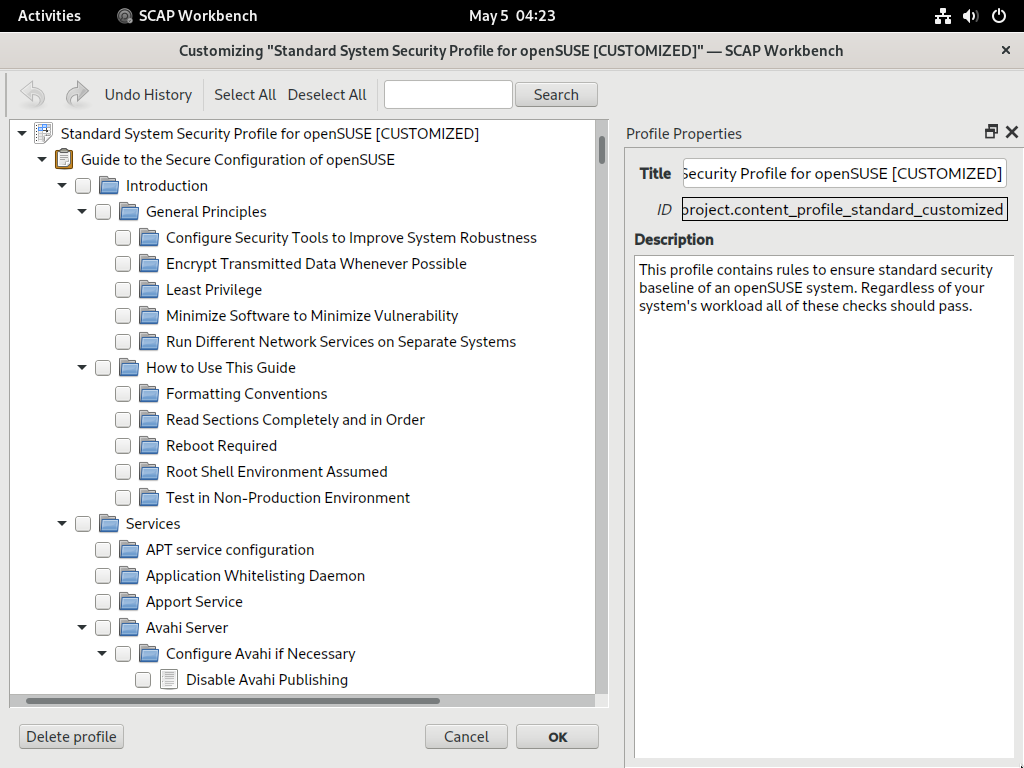 Activities
SCAP Workbench
May 5 04:23
Customizing "Standard System Security Profile for openSUSE [CUSTOMIZED]" — SCAP Workbench
Undo History
Select All
Deselect All
Search
Standard System Security Profile for openSUSE [CUSTOMIZED]
Guide to the Secure Configuration of openSUSE
Introduction
General Principles
Configure Security Tools to Improve System Robustness
Encrypt Transmitted Data Whenever Possible
Least Privilege
Minimize Software to Minimize Vulnerability
Run Different Network Services on Separate Systems
How to Use This Guide
Formatting Conventions
Read Sections Completely and in Order
Reboot Required
Root Shell Environment Assumed
Test in Non-Production Environment
Services
APT service configuration
Application Whitelisting Daemon
Apport Service
Avahi Server
Configure Avahi if Necessary
Disable Avahi Publishing
Delete profile
Cancel
OK
Profile Properties
Title
Security Profile for openSUSE [CUSTOMIZED]
ID
project.content_profile_standard_customized
Description
This profile contains rules to ensure standard security
baseline of an openSUSE system. Regardless of your
system's workload all of these checks should pass.